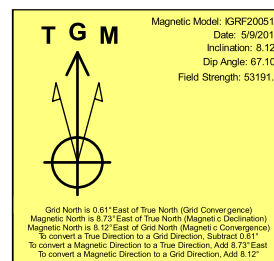 Magnetic Model: IGRF20051
Date: 5/9/201
T G M
Inclination: 8.12
Dip Angle: 67.10
Field Strength: 53191.
Grid North is 0.61° East of True North (Grid Convergence)
Magnetic North is 8.73° East of True North (Magnetic Declination)
Magnetic North is 8.12° East of Grid North (Magnetic Convergence)
To convert a True Direction to a Grid Direction, Subtract 0.61°
To convert a Magnetic Direction to a True Direction, Add 8.73° East
To convert a Magnetic Direction to a Grid Direction, Add 8.12°